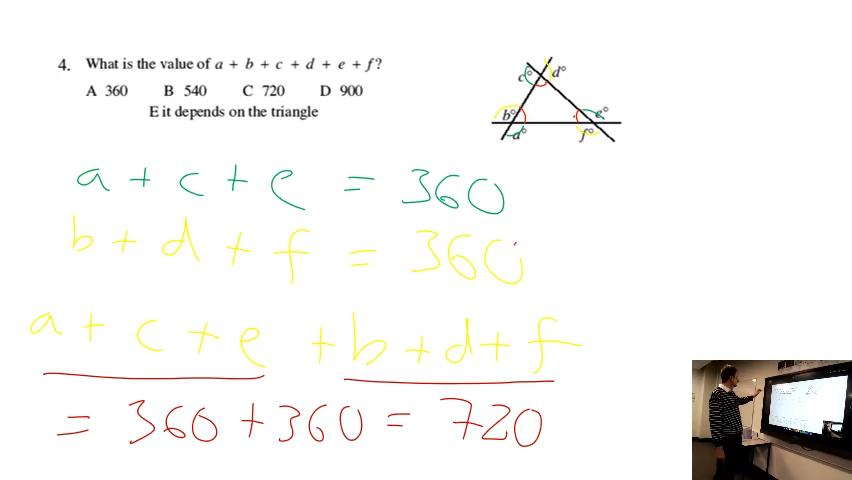 4. What is the value of a + b + c + d + e + f?
A 360 B 540 C 720 D 900
E it depends on the triangle
c° d°
b° e°
a° f°
a + c + e = 360
b + d + f = 360
a + c + e + b + d + f
= 360 + 360 = 720